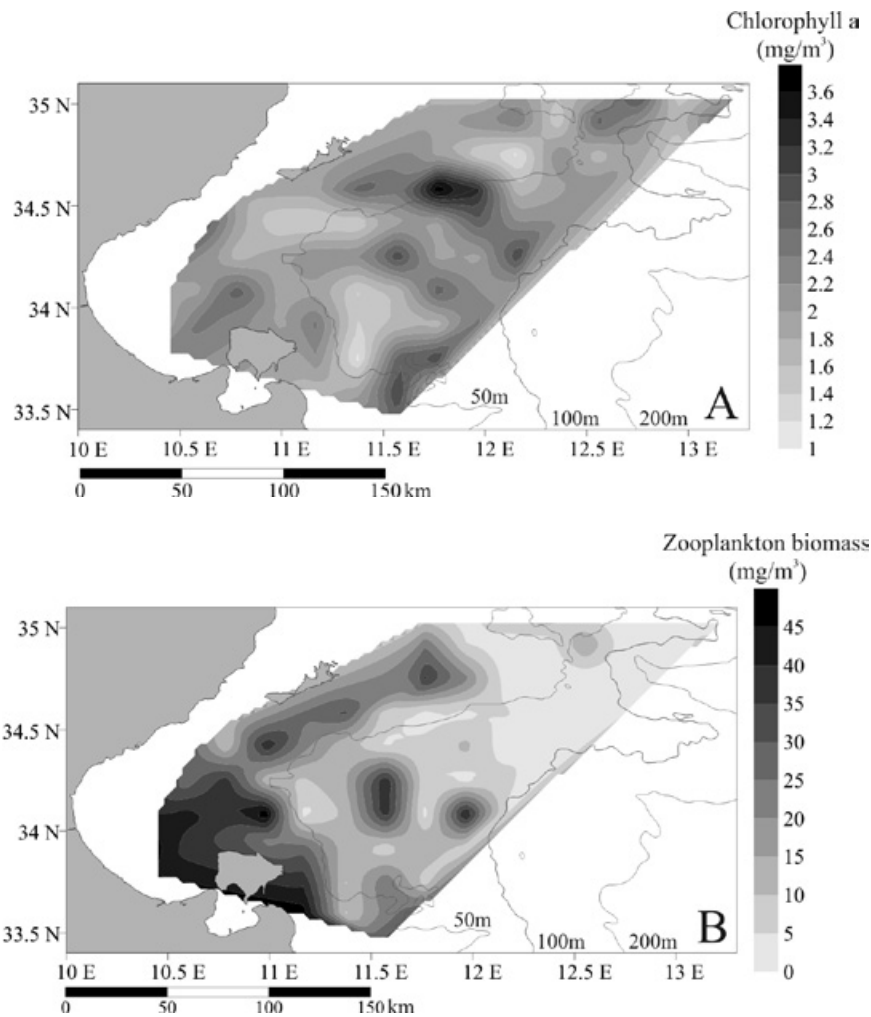 Chlorophyll a
(mg/m³)
35 N
34.5 N
34 N
33.5 N
10 E
10.5 E
11 E
11.5 E
12 E
12.5 E
13 E
50m
100m
200m
A
3.6
3.4
3.2
3
2.8
2.6
2.4
2.2
2
1.8
1.6
1.4
1.2
1
0
50
100
150 km
Zooplankton biomass
(mg/m³)
35 N
34.5 N
34 N
33.5 N
10 E
10.5 E
11 E
11.5 E
12 E
12.5 E
13 E
50m
100m
200m
B
45
40
35
30
25
20
15
10
5
0
0
50
100
150 km